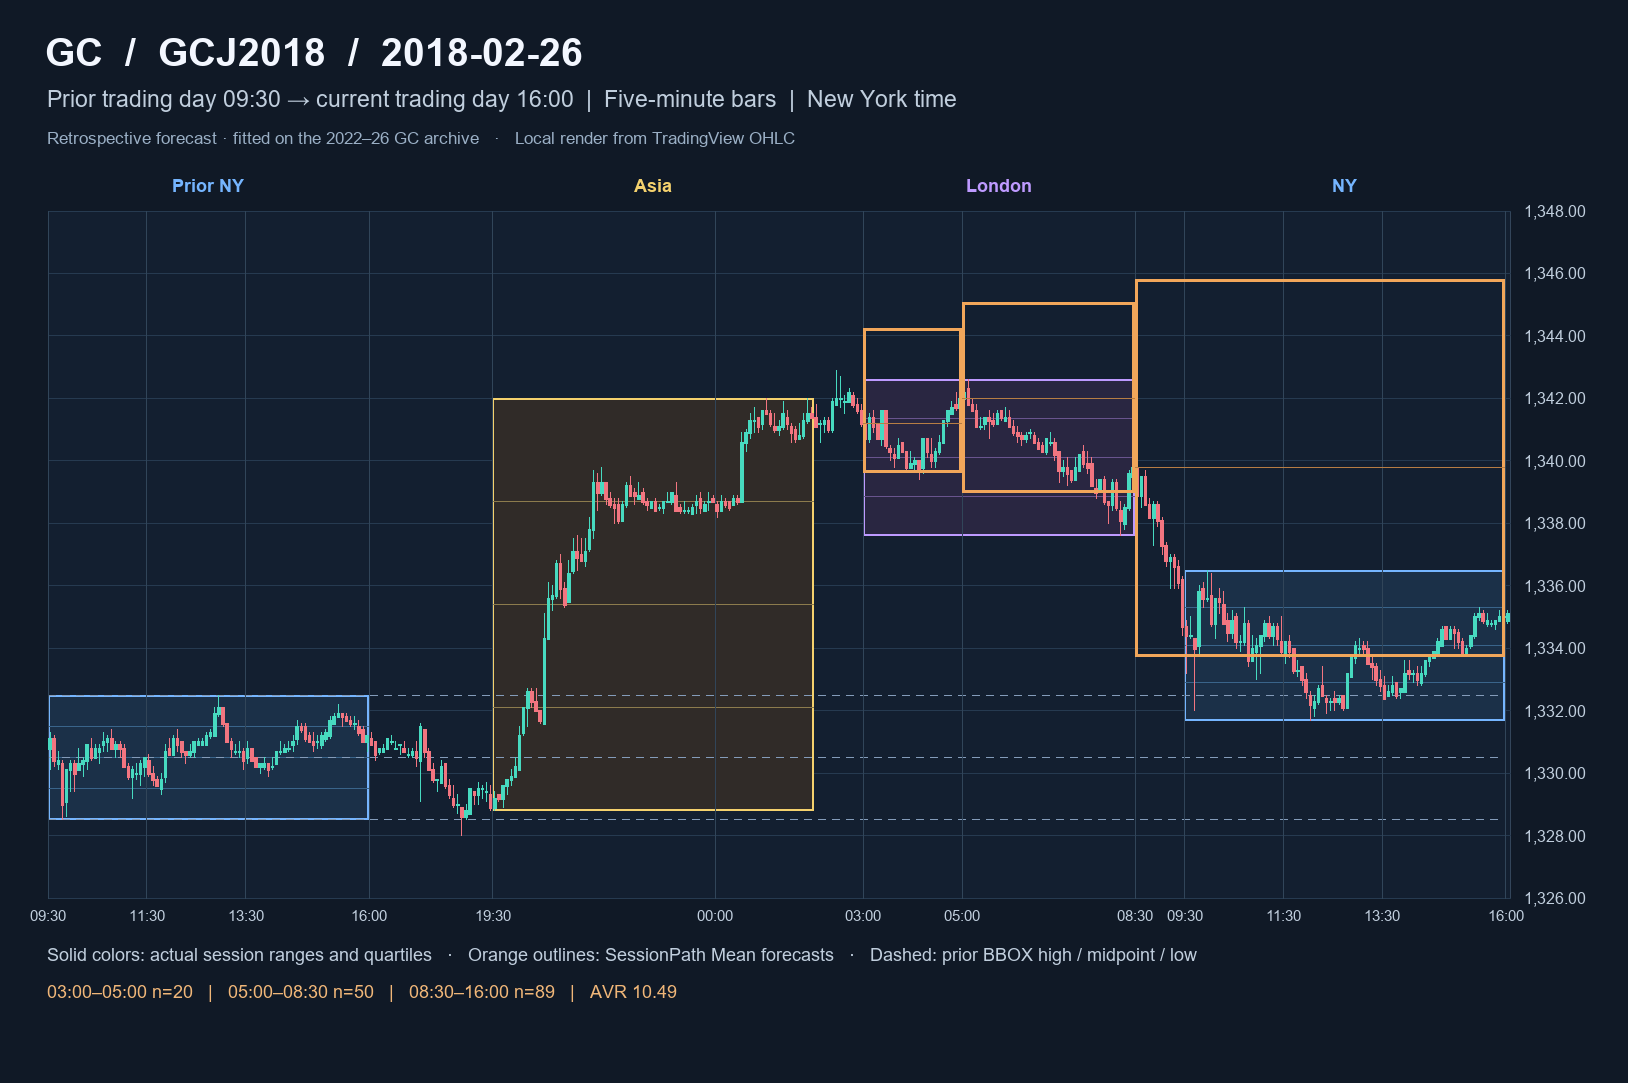 GC / GCJ2018 / 2018-02-26
Prior trading day 09:30 → current trading day 16:00 | Five-minute bars | New York time
Retrospective forecast · fitted on the 2022–26 GC archive · Local render from TradingView OHLC
Prior NY Asia London NY
1,348.00
1,346.00
1,344.00
1,342.00
1,340.00
1,338.00
1,336.00
1,334.00
1,332.00
1,330.00
1,328.00
1,326.00
09:30 11:30 13:30 16:00 19:30 00:00 03:00 05:00 08:30 09:30 11:30 13:30 16:00
Solid colors: actual session ranges and quartiles · Orange outlines: SessionPath Mean forecasts · Dashed: prior BBOX high / midpoint / low
03:00–05:00 n=20 | 05:00–08:30 n=50 | 08:30–16:00 n=89 | AVR 10.49